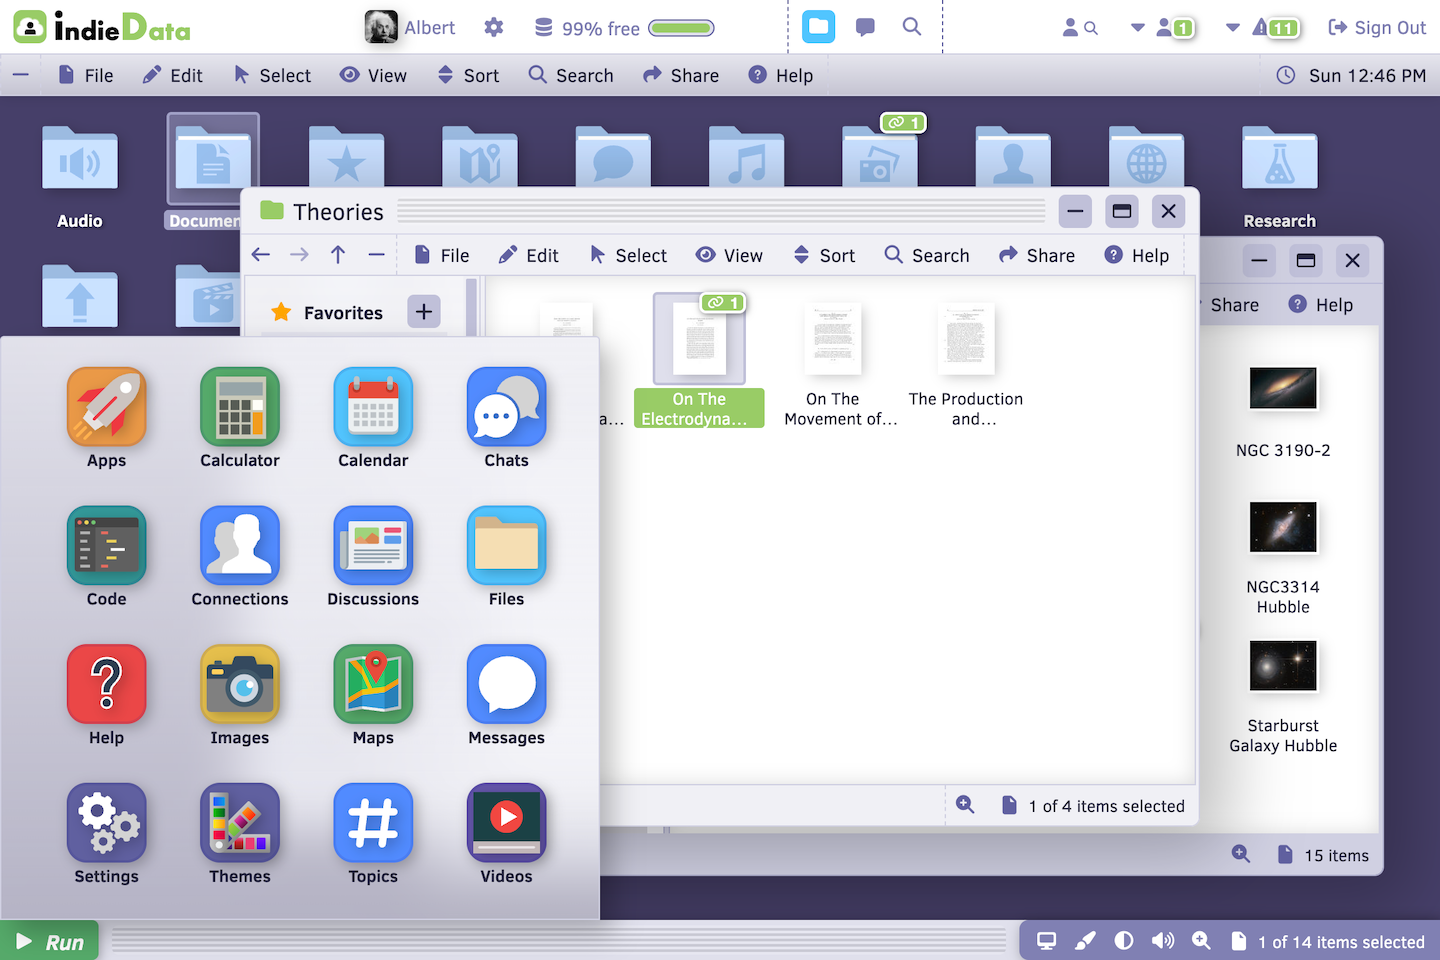 indieData
Albert
99% free
1
11
Sign Out
File
Edit
Select
View
Sort
Search
Share
Help
Sun 12:46 PM
1
Audio
Documen
Research
Theories
File
Edit
Select
View
Sort
Search
Share
Help
Share
Help
Favorites
1
a...
On The
Electrodyna...
On The
Movement of...
The Production
and...
NGC 3190-2
NGC3314
Hubble
Starburst
Galaxy Hubble
Apps
Calculator
Calendar
Chats
Code
Connections
Discussions
Files
Help
Images
Maps
Messages
Settings
Themes
Topics
Videos
1 of 4 items selected
15 items
Run
1 of 14 items selected